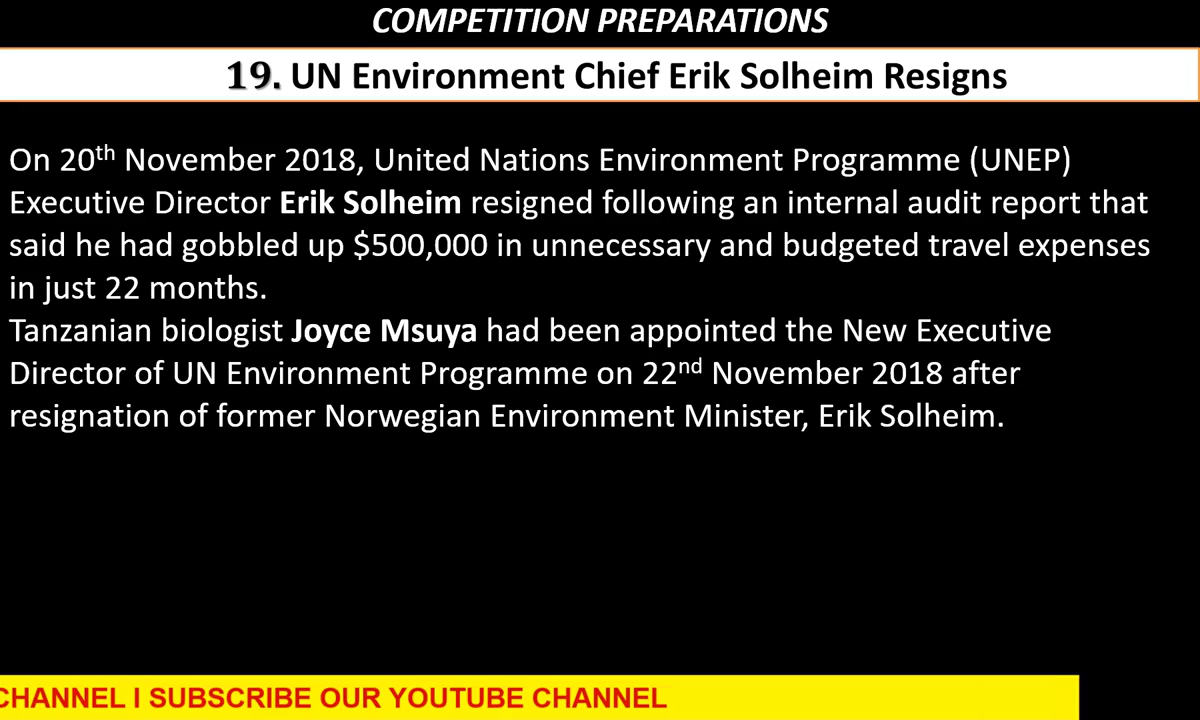 COMPETITION PREPARATIONS
19. UN Environment Chief Erik Solheim Resigns
On 20th November 2018, United Nations Environment Programme (UNEP)
Executive Director Erik Solheim resigned following an internal audit report that
said he had gobbled up $500,000 in unnecessary and budgeted travel expenses
in just 22 months.
Tanzanian biologist Joyce Msuya had been appointed the New Executive
Director of UN Environment Programme on 22nd November 2018 after
resignation of former Norwegian Environment Minister, Erik Solheim.
CHANNEL I SUBSCRIBE OUR YOUTUBE CHANNEL